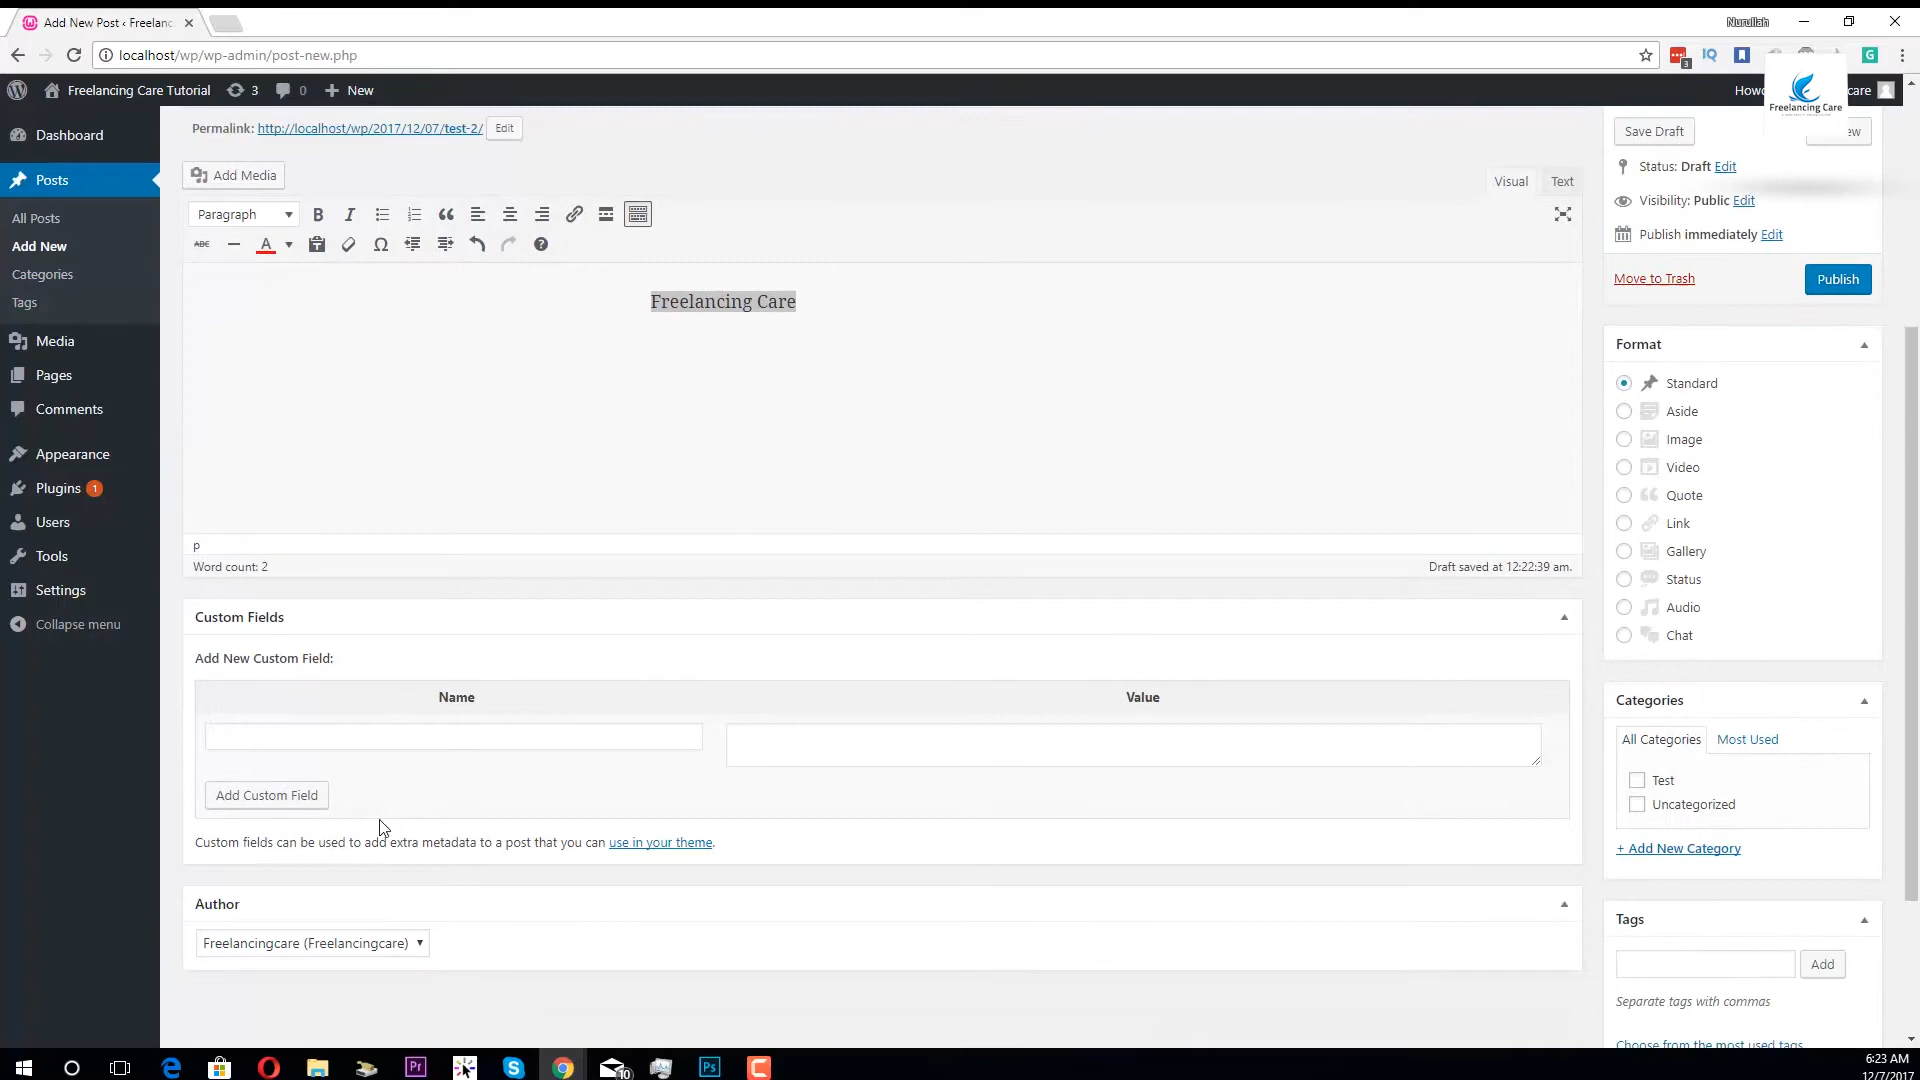 Add New Post ‹ Freelanc
Nurullah
localhost/wp/wp-admin/post-new.php
3
Freelancing Care Tutorial
3
0
New
How
care
Freelancing Care
Dashboard
Posts
All Posts
Add New
Categories
Tags
Media
Pages
Comments
Appearance
Plugins 1
Users
Tools
Settings
Collapse menu
Permalink: http://localhost/wp/2017/12/07/test-2/ Edit
Add Media
Visual Text
Paragraph
B I
ABC A
Freelancing Care
p
Word count: 2
Draft saved at 12:22:39 am.
Custom Fields
Add New Custom Field:
Name Value
Add Custom Field
Custom fields can be used to add extra metadata to a post that you can use in your theme.
Author
Freelancingcare (Freelancingcare)
Save Draft
ew
Status: Draft Edit
Visibility: Public Edit
Publish immediately Edit
Move to Trash
Publish
Format
Standard
Aside
Image
Video
Quote
Link
Gallery
Status
Audio
Chat
Categories
All Categories Most Used
Test
Uncategorized
+ Add New Category
Tags
Add
Separate tags with commas
Choose from the most used tags
Pr
10
Ps
6:23 AM
12/7/2017